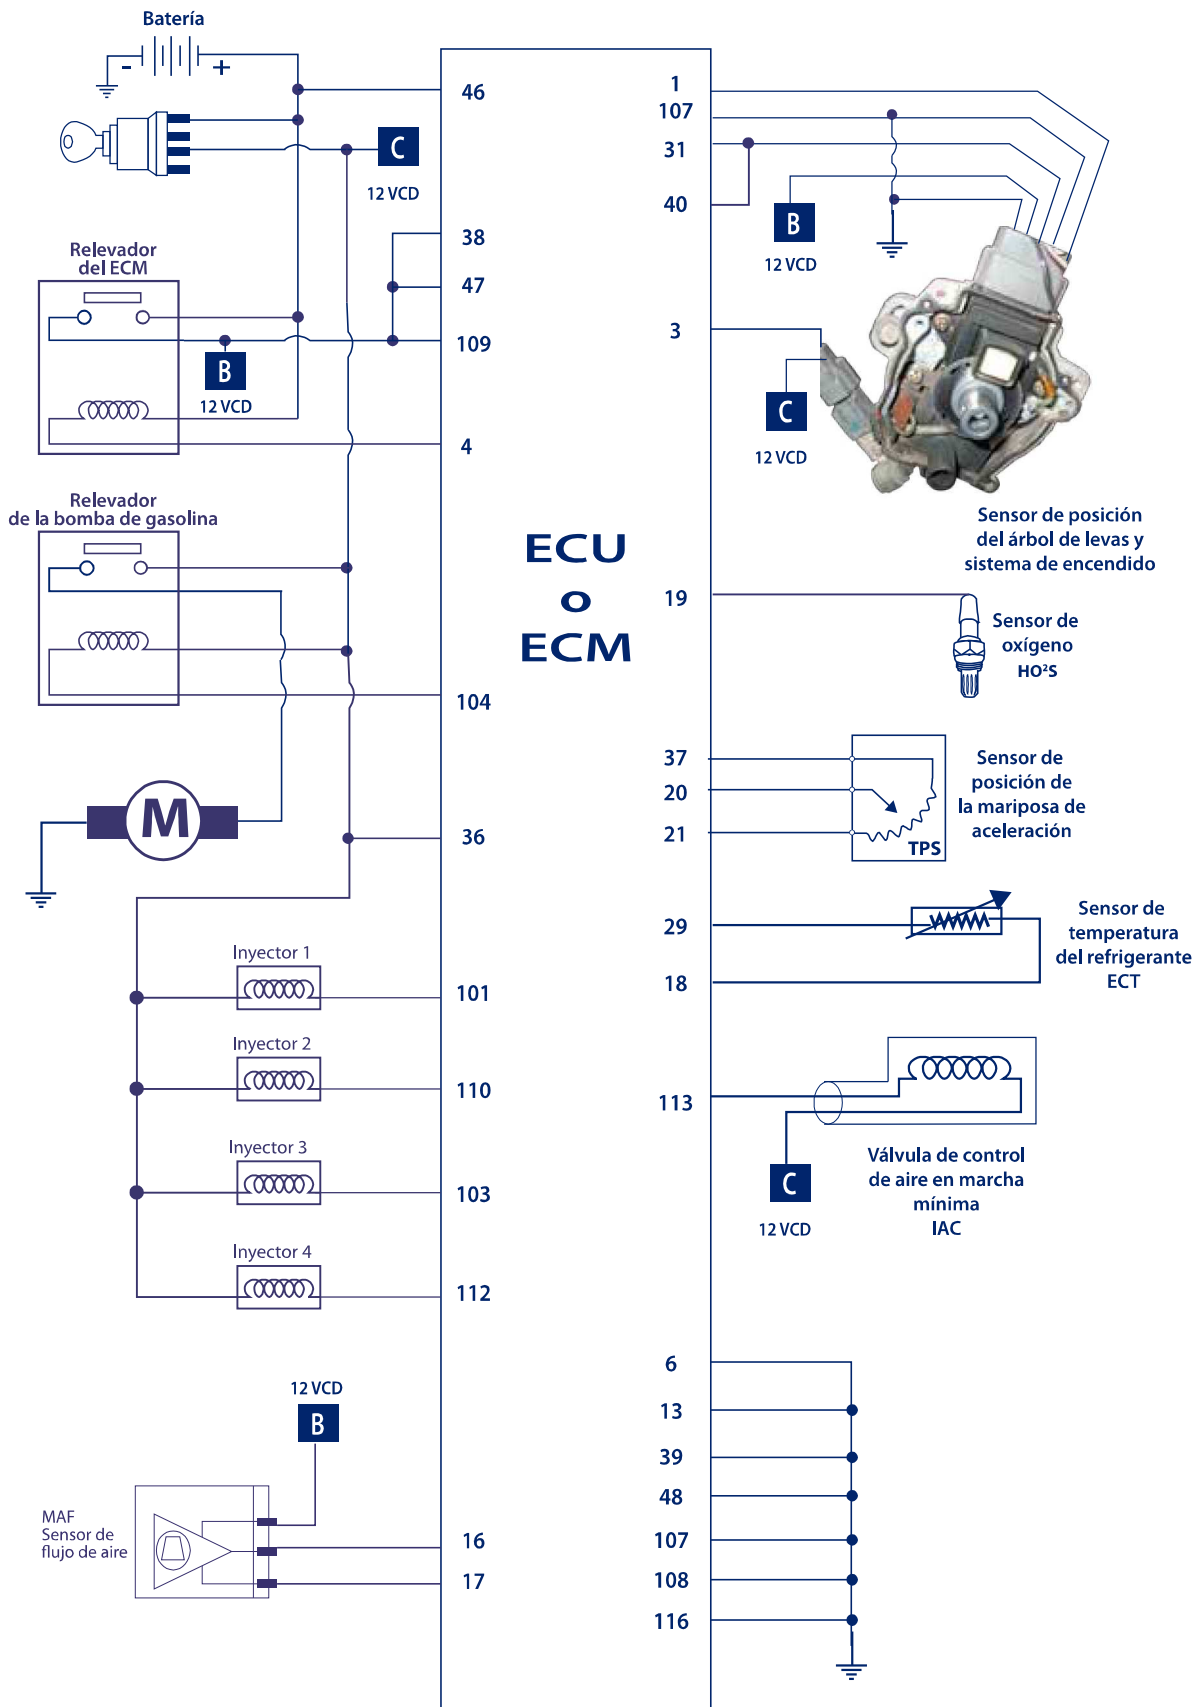 Batería
-
+
46
C
12 VCD
38
47
Relevador
del ECM
109
B
12 VCD
4
Relevador
de la bomba de gasolina
104
M
36
Inyector 1
101
Inyector 2
110
Inyector 3
103
Inyector 4
112
12 VCD
B
MAF
Sensor de
flujo de aire
16
17
ECU
o
ECM
1
107
31
40
B
12 VCD
3
C
12 VCD
Sensor de posición
del árbol de levas y
sistema de encendido
19
Sensor de
oxígeno
HO²S
37
20
21
TPS
Sensor de
posición de
la mariposa de
aceleración
29
18
Sensor de
temperatura
del refrigerante
ECT
113
C
12 VCD
Válvula de control
de aire en marcha
mínima
IAC
6
13
39
48
107
108
116